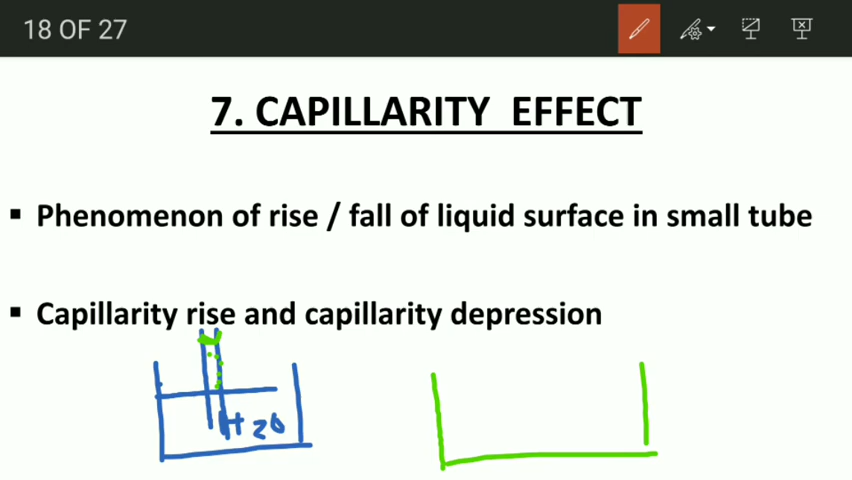 18 OF 27
7. CAPILLARITY EFFECT
▪ Phenomenon of rise / fall of liquid surface in small tube
▪ Capillarity rise and capillarity depression
H20